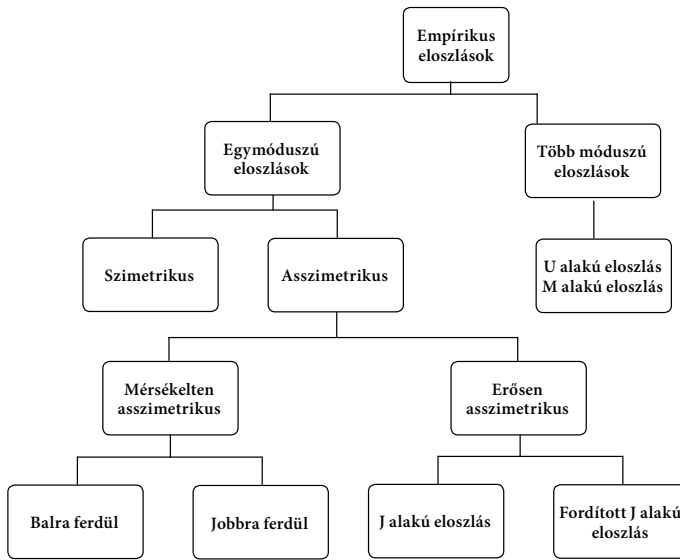 Empírikus
eloszlások
Egymóduszú
eloszlások
Több móduszú
eloszlások
Szimetrikus
Asszimetrikus
U alakú eloszlás
M alakú eloszlás
Mérsékelten
asszimetrikus
Erősen
asszimetrikus
Balra ferdül
Jobbra ferdül
J alakú eloszlás
Fordított J alakú
eloszlás